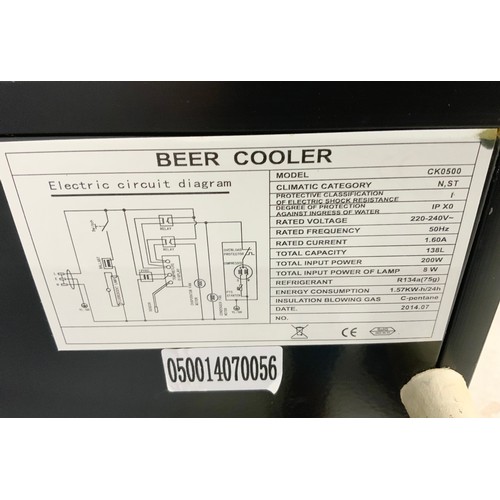 BEER COOLER
Electric circuit diagram
MODEL CK0500
CLIMATIC CATEGORY N,ST
PROTECTIVE CLASSIFICATION
OF ELECTRIC SHOCK RESISTANCE I
DEGREE OF PROTECTION
AGAINST INGRESS OF WATER IP X0
RATED VOLTAGE 220-240V~
RATED FREQUENCY 50Hz
RATED CURRENT 1.60A
TOTAL CAPACITY 138L
TOTAL INPUT POWER 200W
TOTAL INPUT POWER OF LAMP 8 W
REFRIGERANT R134a(75g)
ENERGY CONSUMPTION 1.57KW·h/24h
INSULATION BLOWING GAS C-pentane
DATE. 2014.07
NO.
RELAY
RELAY
CE
050014070056